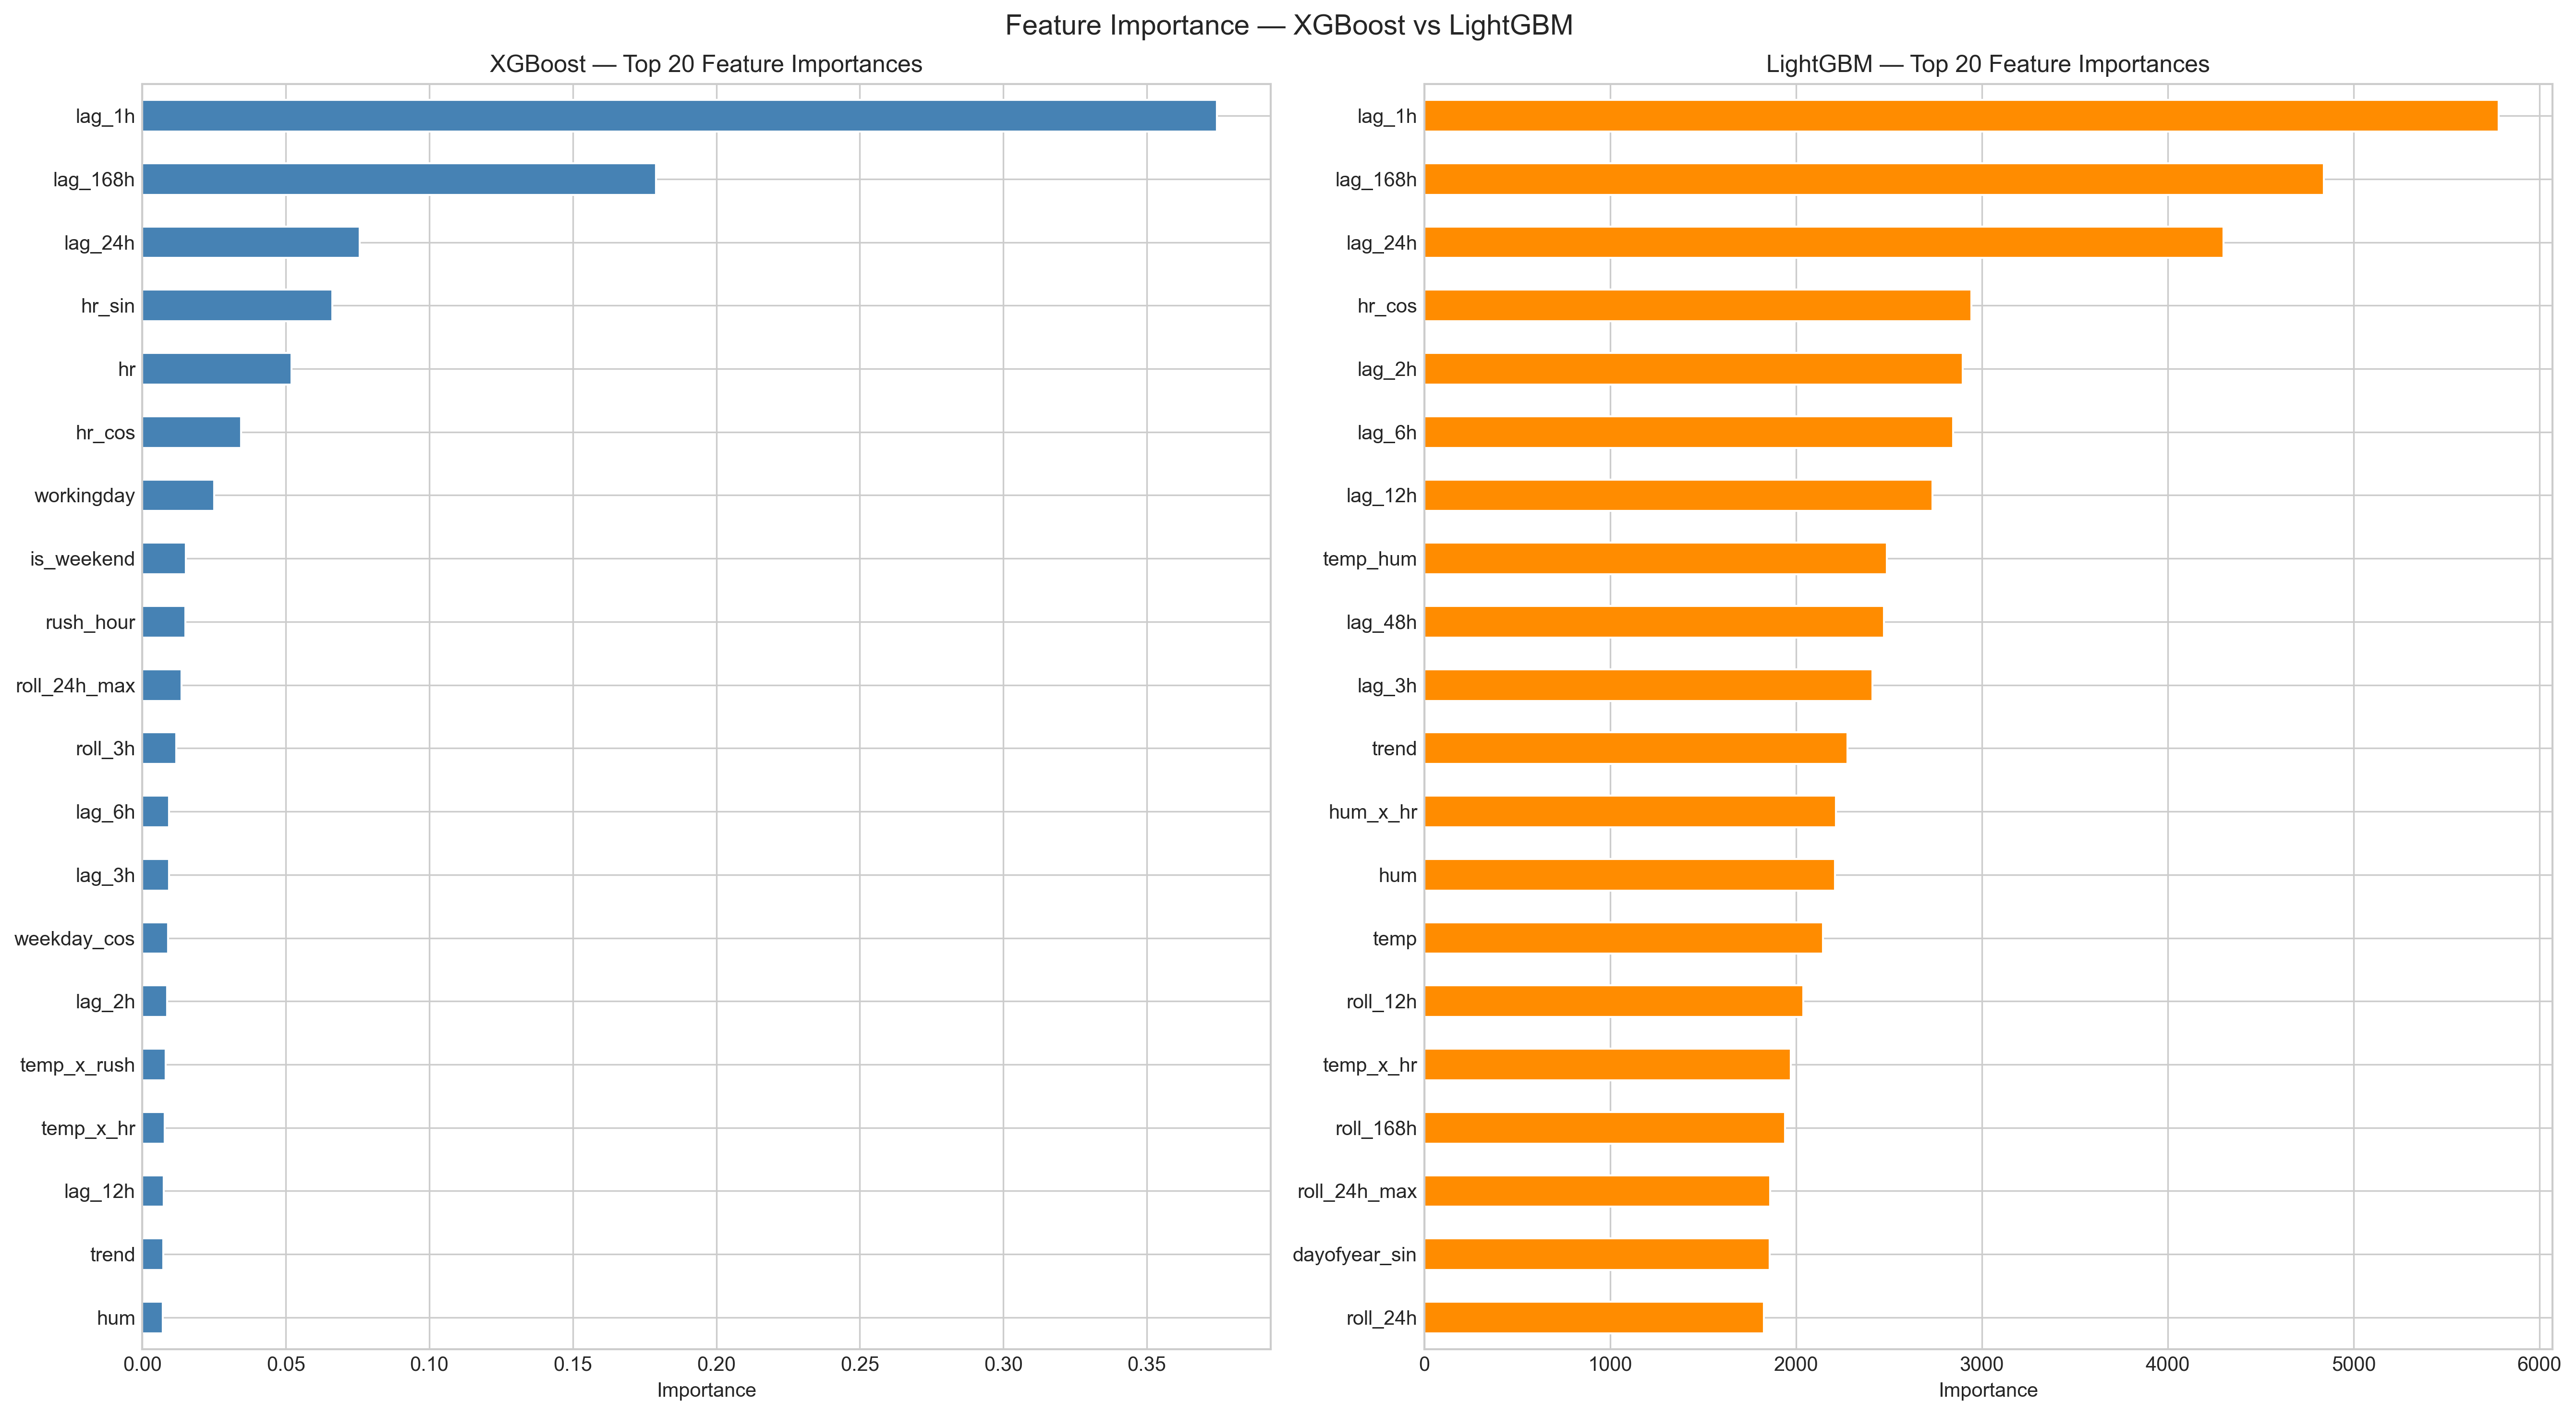 Feature Importance — XGBoost vs LightGBM
XGBoost — Top 20 Feature Importances
lag_1h
lag_168h
lag_24h
hr_sin
hr
hr_cos
workingday
is_weekend
rush_hour
roll_24h_max
roll_3h
lag_6h
lag_3h
weekday_cos
lag_2h
temp_x_rush
temp_x_hr
lag_12h
trend
hum
0.00 0.05 0.10 0.15 0.20 0.25 0.30 0.35
Importance
LightGBM — Top 20 Feature Importances
lag_1h
lag_168h
lag_24h
hr_cos
lag_2h
lag_6h
lag_12h
temp_hum
lag_48h
lag_3h
trend
hum_x_hr
hum
temp
roll_12h
temp_x_hr
roll_168h
roll_24h_max
dayofyear_sin
roll_24h
0 1000 2000 3000 4000 5000 6000
Importance